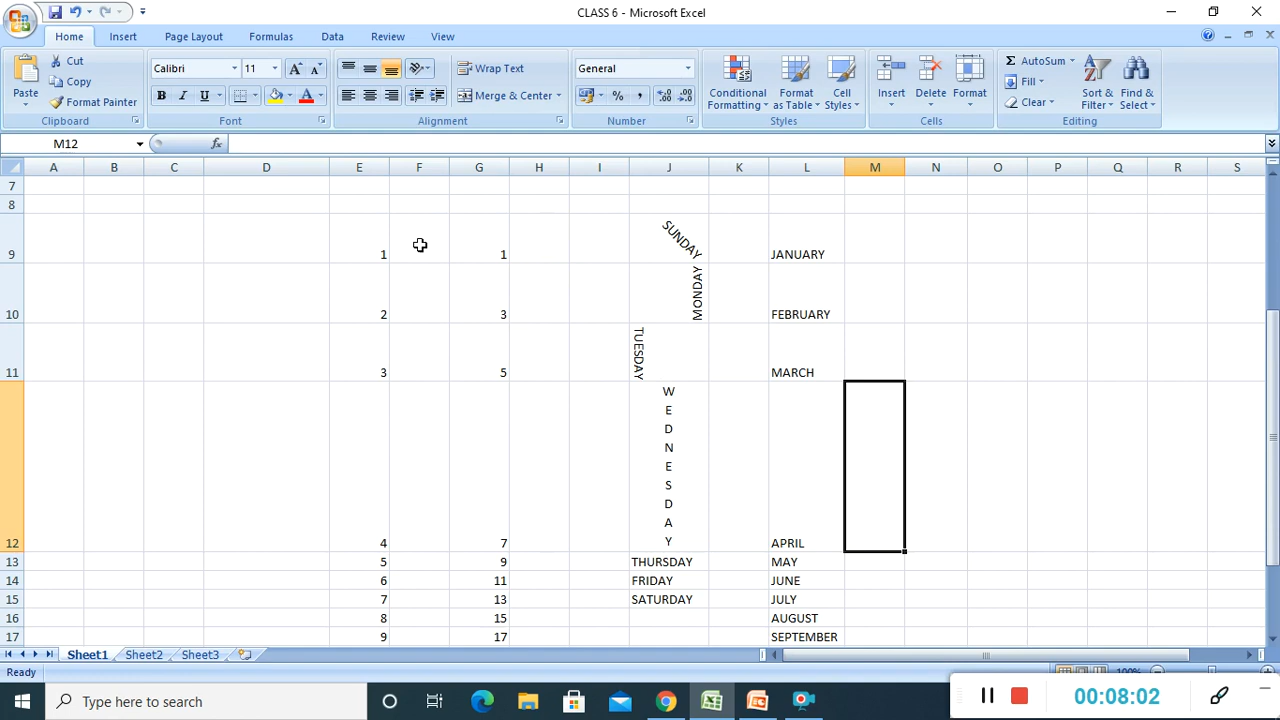 CLASS 6 - Microsoft Excel
Home Insert Page Layout Formulas Data Review View
Paste Cut Copy Format Painter Clipboard
Calibri 11 A A B I U A Font
Wrap Text Merge & Center Alignment
General % , .0 .00 .00 .0 Number
Conditional Formatting Format as Table Cell Styles Styles
Insert Delete Format Cells
Σ AutoSum Fill Clear Sort & Filter Find & Select Editing
M12 fx
A B C D E F G H I J K L M N O P Q R S
7
8
9 1 1 SUNDAY JANUARY
10 2 3 MONDAY FEBRUARY
11 3 5 TUESDAY MARCH
12 4 7 WEDNESDAY APRIL
13 5 9 THURSDAY MAY
14 6 11 FRIDAY JUNE
15 7 13 SATURDAY JULY
16 8 15 AUGUST
17 9 17 SEPTEMBER
Sheet1 Sheet2 Sheet3
Ready
Type here to search
00:08:02